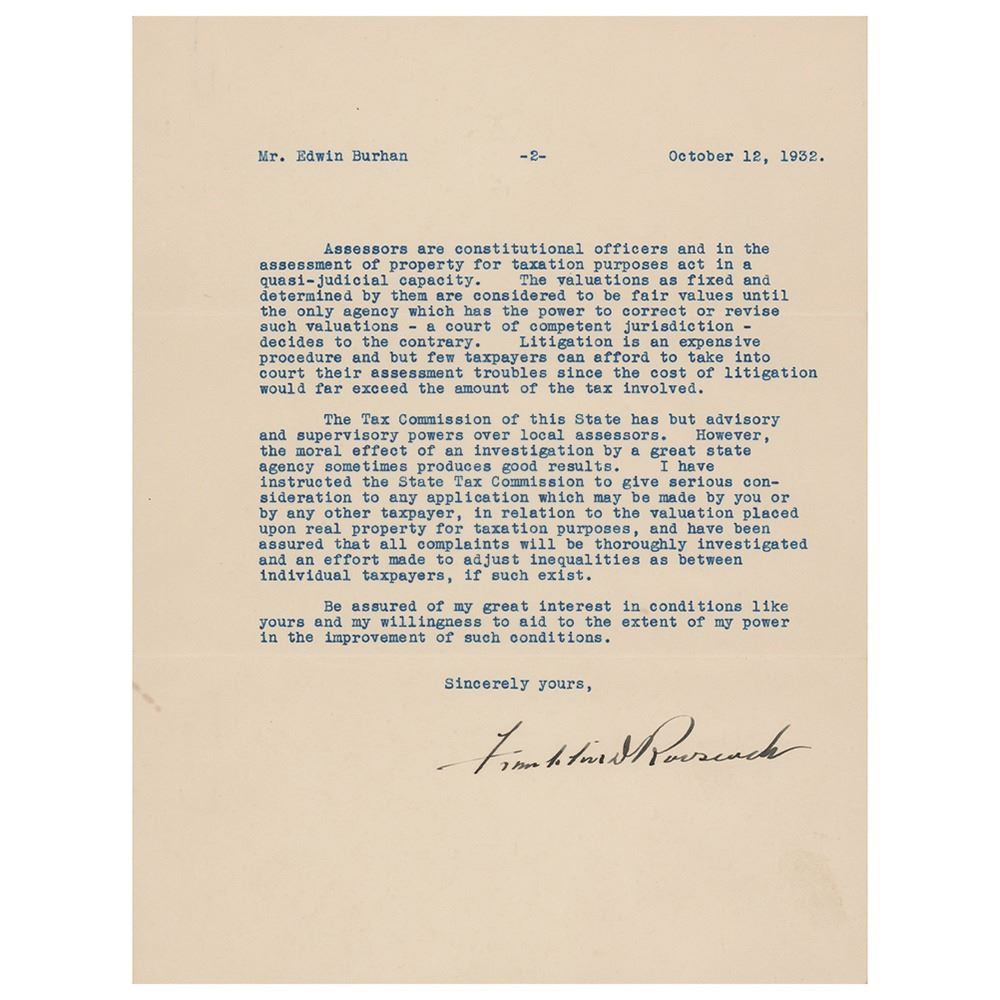 Mr. Edwin Burhan -2- October 12, 1932.
Assessors are constitutional officers and in the
assessment of property for taxation purposes act in a
quasi-judicial capacity. The valuations as fixed and
determined by them are considered to be fair values until
the only agency which has the power to correct or revise
such valuations - a court of competent jurisdiction -
decides to the contrary. Litigation is an expensive
procedure and but few taxpayers can afford to take into
court their assessment troubles since the cost of litigation
would far exceed the amount of the tax involved.
The Tax Commission of this State has but advisory
and supervisory powers over local assessors. However,
the moral effect of an investigation by a great state
agency sometimes produces good results. I have
instructed the State Tax Commission to give serious con-
sideration to any application which may be made by you or
by any other taxpayer, in relation to the valuation placed
upon real property for taxation purposes, and have been
assured that all complaints will be thoroughly investigated
and an effort made to adjust inequalities as between
individual taxpayers, if such exist.
Be assured of my great interest in conditions like
yours and my willingness to aid to the extent of my power
in the improvement of such conditions.
Sincerely yours,
Franklin D Roosevelt